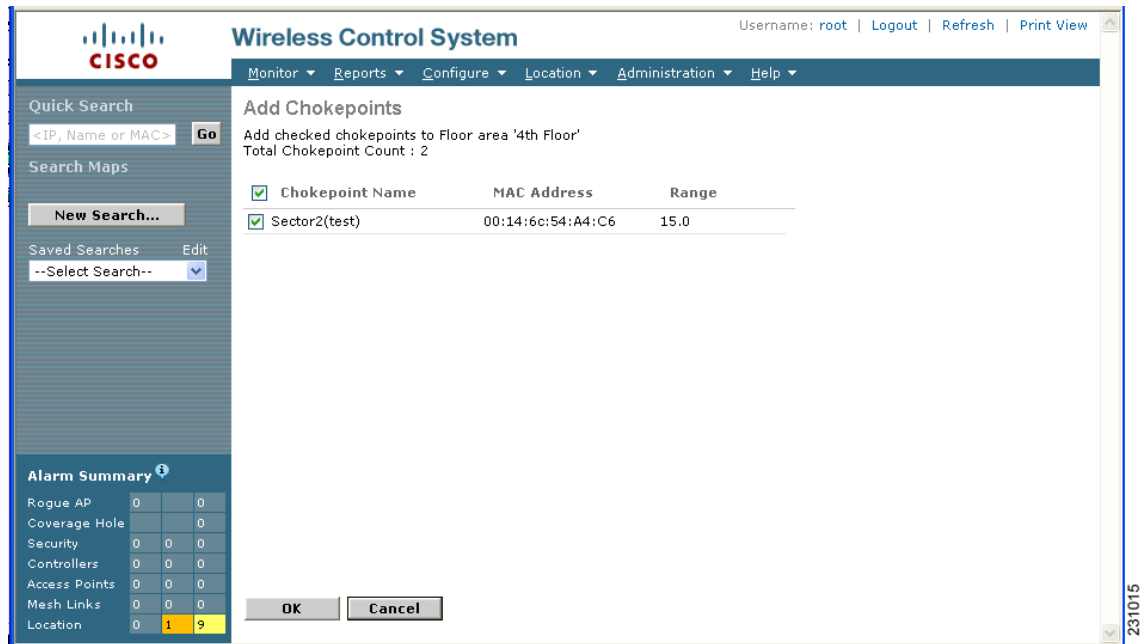 CISCO
Wireless Control System
Username: root | Logout | Refresh | Print View
Monitor Reports Configure Location Administration Help
Quick Search
<IP, Name or MAC> Go
Search Maps
New Search...
Saved Searches Edit
--Select Search--
Add Chokepoints
Add checked chokepoints to Floor area '4th Floor'
Total Chokepoint Count : 2
Chokepoint Name MAC Address Range
Sector2(test) 00:14:6c:54:A4:C6 15.0
Alarm Summary
Rogue AP 0 0
Coverage Hole 0
Security 0 0 0
Controllers 0 0 0
Access Points 0 0 0
Mesh Links 0 0 0
Location 0 1 9
OK Cancel
231015